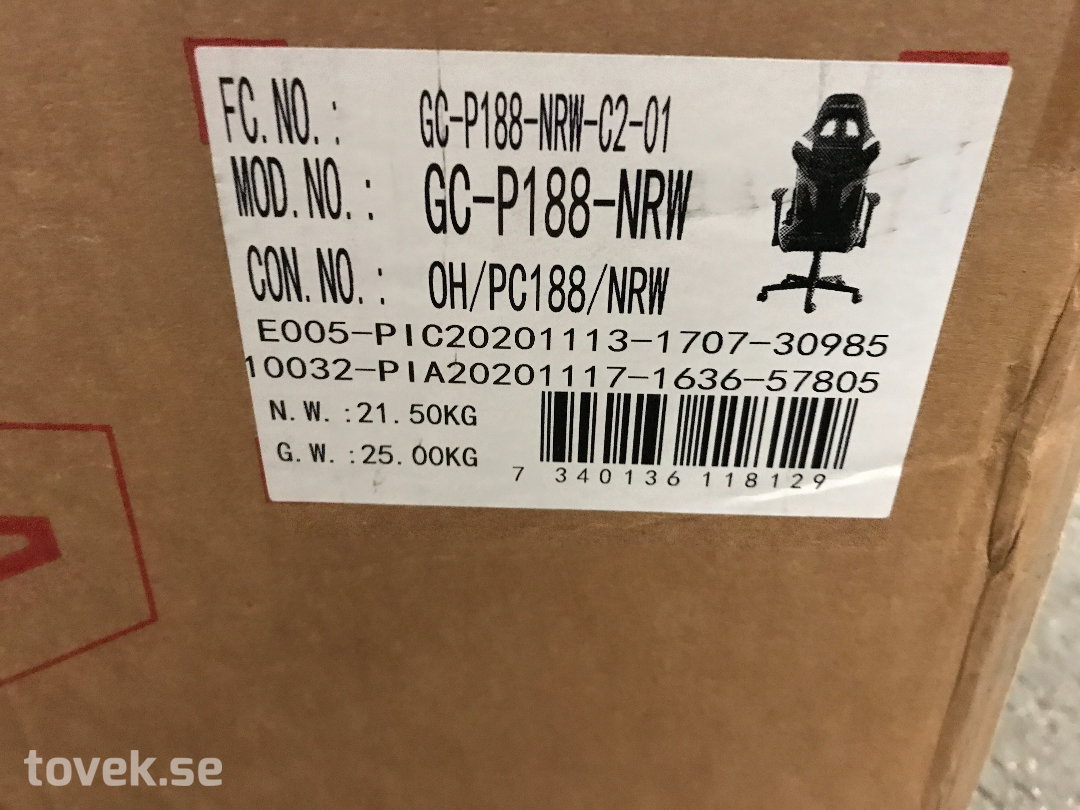 FC.NO.: GC-P188-NRW-C2-01
MOD.NO.: GC-P188-NRW
CON.NO.: OH/PC188/NRW
E005-PIC20201113-1707-30985
10032-PIA20201117-1636-57805
N.W.:21.50KG
G.W.:25.00KG
7 340136 118129
tovek.se